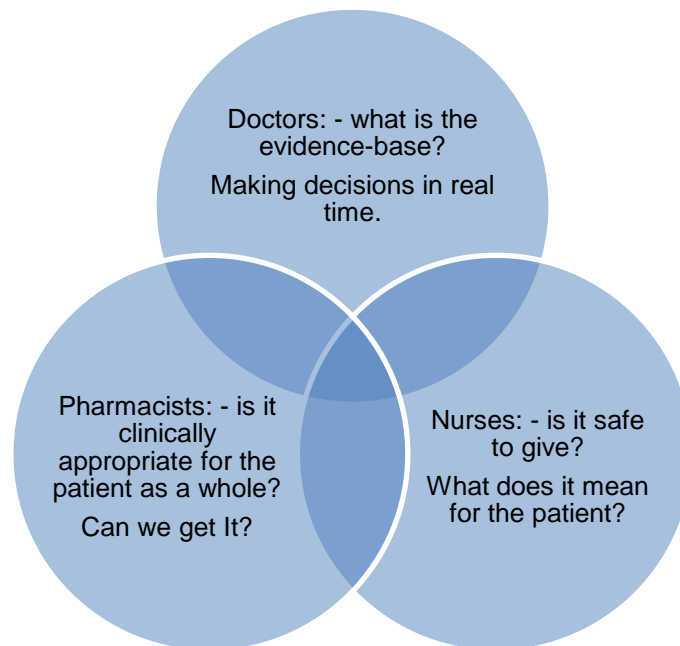 Doctors: - what is the
evidence-base?
Making decisions in real
time.
Pharmacists: - is it
clinically
appropriate for the
patient as a whole?
Can we get It?
Nurses: - is it safe
to give?
What does it mean
for the patient?